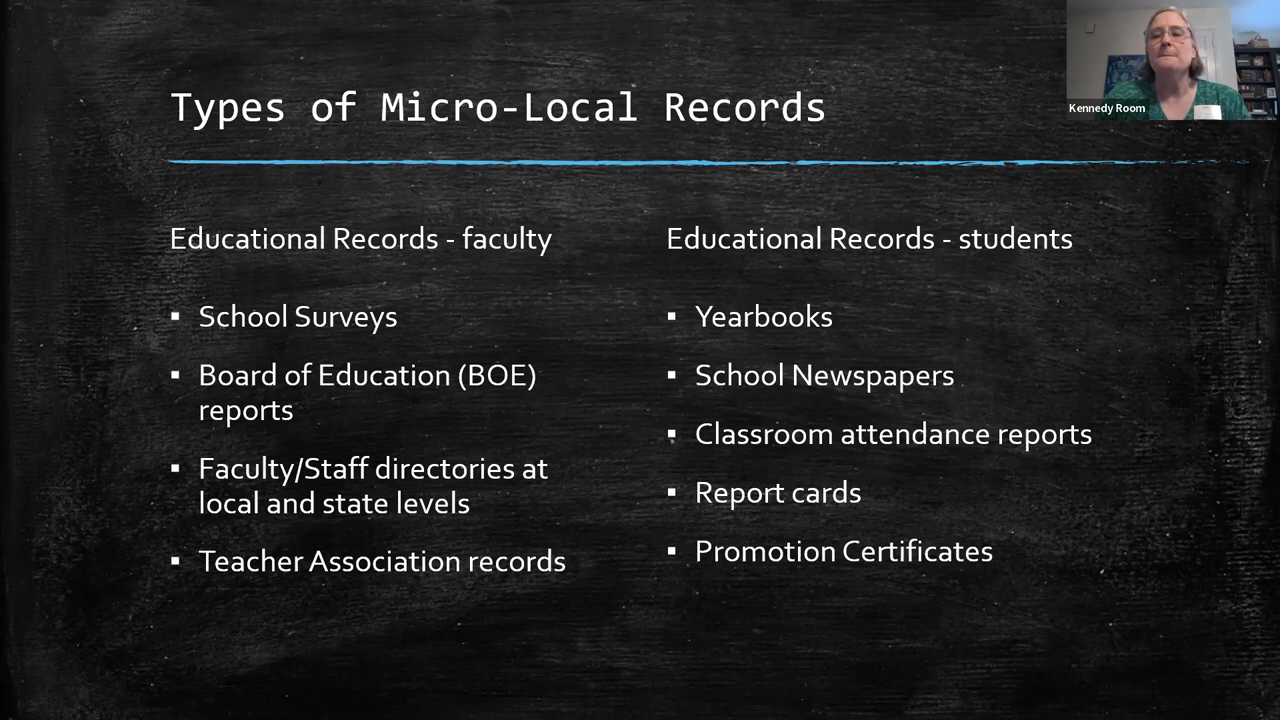 Types of Micro-Local Records
Kennedy Room
Educational Records - faculty
▪ School Surveys
▪ Board of Education (BOE)
reports
▪ Faculty/Staff directories at
local and state levels
▪ Teacher Association records
Educational Records - students
▪ Yearbooks
▪ School Newspapers
▪ Classroom attendance reports
▪ Report cards
▪ Promotion Certificates